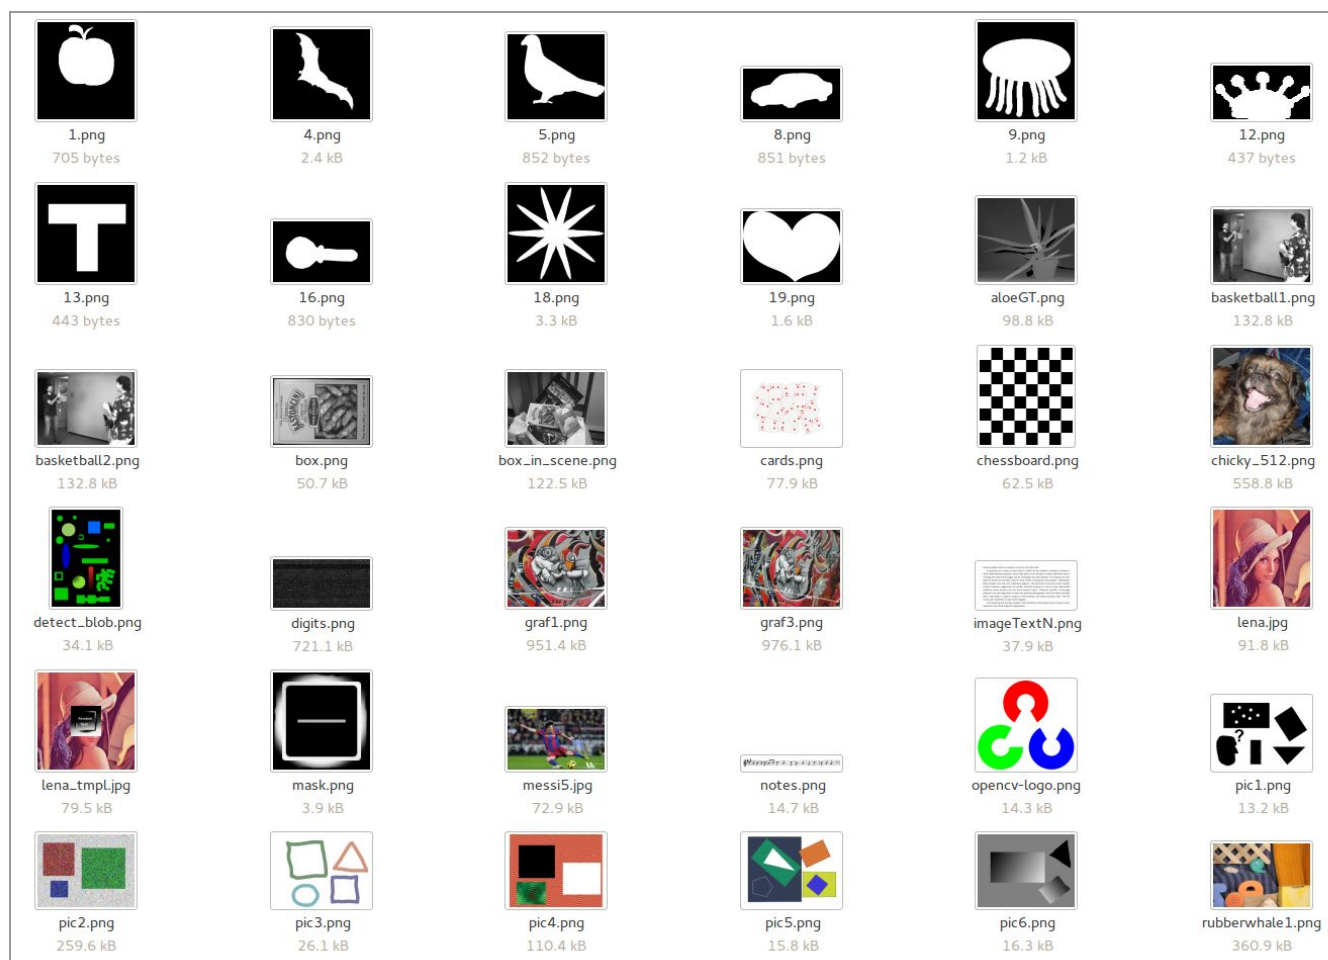 1.png 4.png 5.png 8.png 9.png 12.png
705 bytes 2.4 kB 852 bytes 851 bytes 1.2 kB 437 bytes
13.png 16.png 18.png 19.png aloeGT.png basketball1.png
443 bytes 830 bytes 3.3 kB 1.6 kB 98.8 kB 132.8 kB
basketball2.png box.png box_in_scene.png cards.png chessboard.png chicky_512.png
132.8 kB 50.7 kB 122.5 kB 77.9 kB 62.5 kB 558.8 kB
detect_blob.png digits.png graf1.png graf3.png imageTextN.png lena.jpg
34.1 kB 721.1 kB 951.4 kB 976.1 kB 37.9 kB 91.8 kB
lena_tmpl.jpg mask.png messi5.jpg notes.png opencv-logo.png pic1.png
79.5 kB 3.9 kB 72.9 kB 14.7 kB 14.3 kB 13.2 kB
pic2.png pic3.png pic4.png pic5.png pic6.png rubberwhale1.png
259.6 kB 26.1 kB 110.4 kB 15.8 kB 16.3 kB 360.9 kB